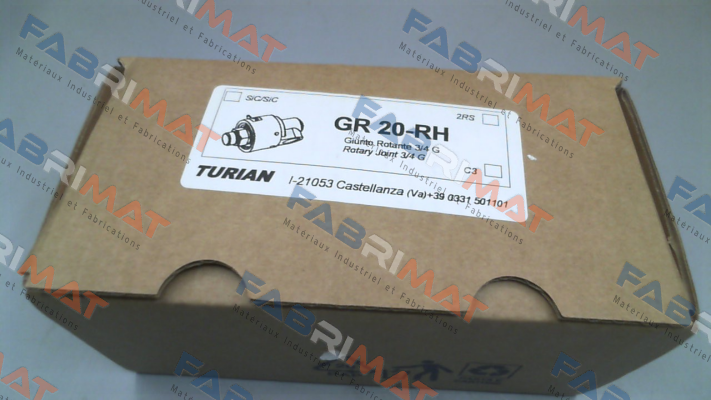 SiC/SiC
2RS
GR 20-RH
Giunto Rotante 3/4 G
Rotary Joint 3/4 G
C3
TURIAN
I-21053 Castellanza (Va)+39 0331 501101
FABRIMAT
Materiaux Industriel et Fabrications